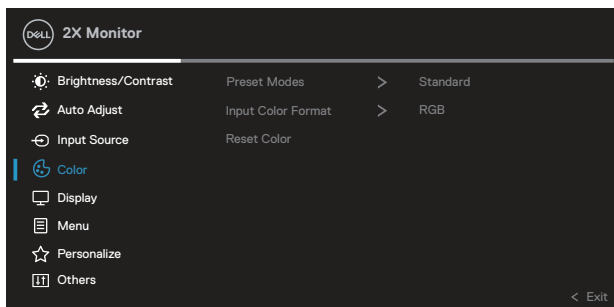 DELL 2X Monitor
Brightness/Contrast Preset Modes > Standard
Auto Adjust Input Color Format > RGB
Input Source Reset Color
Color
Display
Menu
Personalize
Others
< Exit